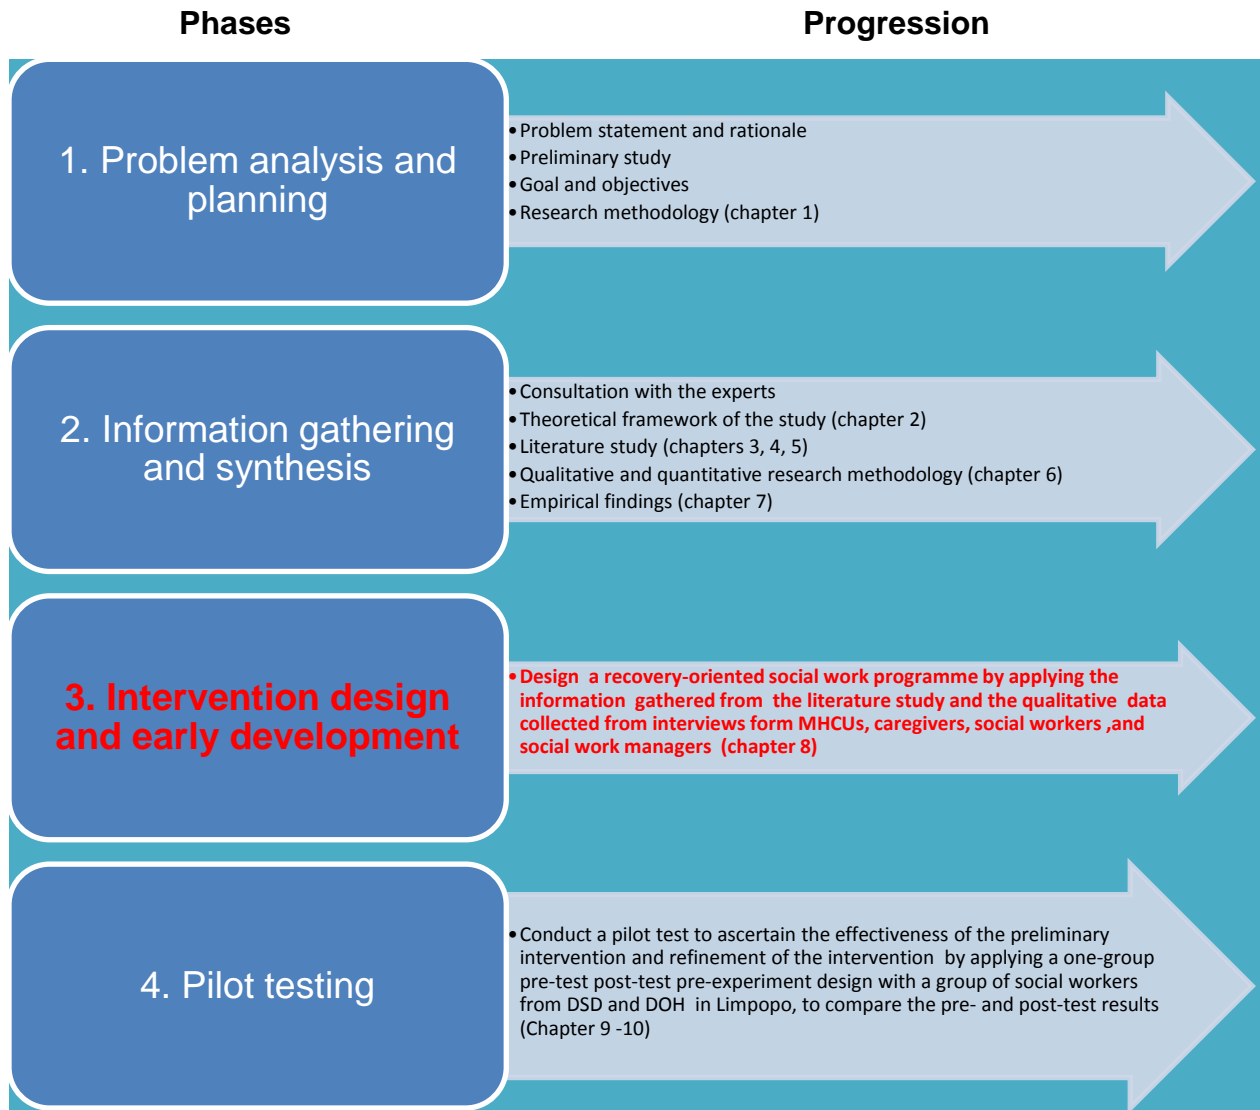 Phases
Progression
1. Problem analysis and
planning
•Problem statement and rationale
•Preliminary study
•Goal and objectives
•Research methodology (chapter 1)
2. Information gathering
and synthesis
•Consultation with the experts
•Theoretical framework of the study (chapter 2)
•Literature study (chapters 3, 4, 5)
•Qualitative and quantitative research methodology (chapter 6)
•Empirical findings (chapter 7)
3. Intervention design
and early development
•Design  a recovery-oriented social work programme by applying the
information  gathered from  the literature study and the qualitative  data
collected from interviews form MHCUs, caregivers, social workers ,and
social work managers  (chapter 8)
4. Pilot testing
•Conduct a pilot test to ascertain the effectiveness of the preliminary
intervention and refinement of the intervention  by applying a one-group
pre-test post-test pre-experiment design with a group of social workers
from DSD and DOH  in Limpopo, to compare the pre- and post-test results
(Chapter 9 -10)